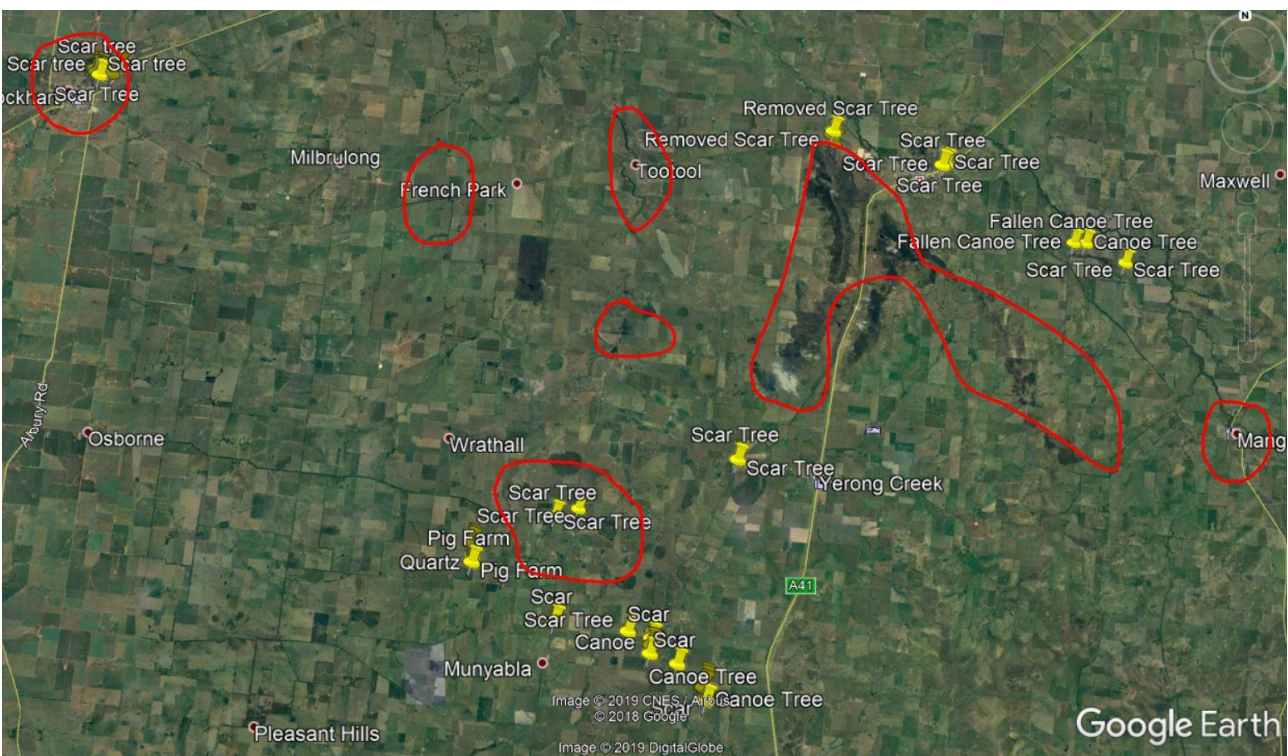 N
Scar tree
Scar tree
Scar tree
ockhart
Scar Tree
Removed Scar Tree
Removed Scar Tree
Scar Tree
Scar Tree
Scar Tree
Scar Tree
Milbrulong
Tootool
Maxwell
French Park
Fallen Canoe Tree
Fallen Canoe Tree
Canoe Tree
Scar Tree
Scar Tree
Albury Rd
Osborne
Wrathall
Scar Tree
Scar Tree
Mang
Yerong Creek
Scar Tree
Scar Tree
Scar Tree
Pig Farm
Quartz
Pig Farm
A41
Scar
Scar Tree
Scar
Canoe
Scar
Munyabla
Canoe Tree
Canoe Tree
Scar
Image © 2019 CNES / Airbus
© 2018 Google
Pleasant Hills
Image © 2019 DigitalGlobe
Google Earth